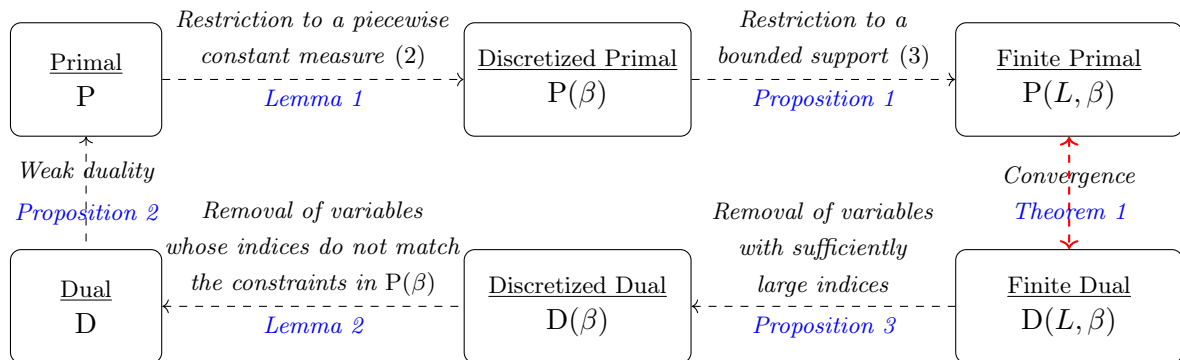 Primal
P
Restriction to a piecewise
constant measure (2)
Lemma 1
Discretized Primal
P(β)
Restriction to a
bounded support (3)
Proposition 1
Finite Primal
P(L, β)
Weak duality
Proposition 2
Convergence
Theorem 1
Dual
D
Removal of variables
whose indices do not match
the constraints in P(β)
Lemma 2
Discretized Dual
D(β)
Removal of variables
with sufficiently
large indices
Proposition 3
Finite Dual
D(L, β)